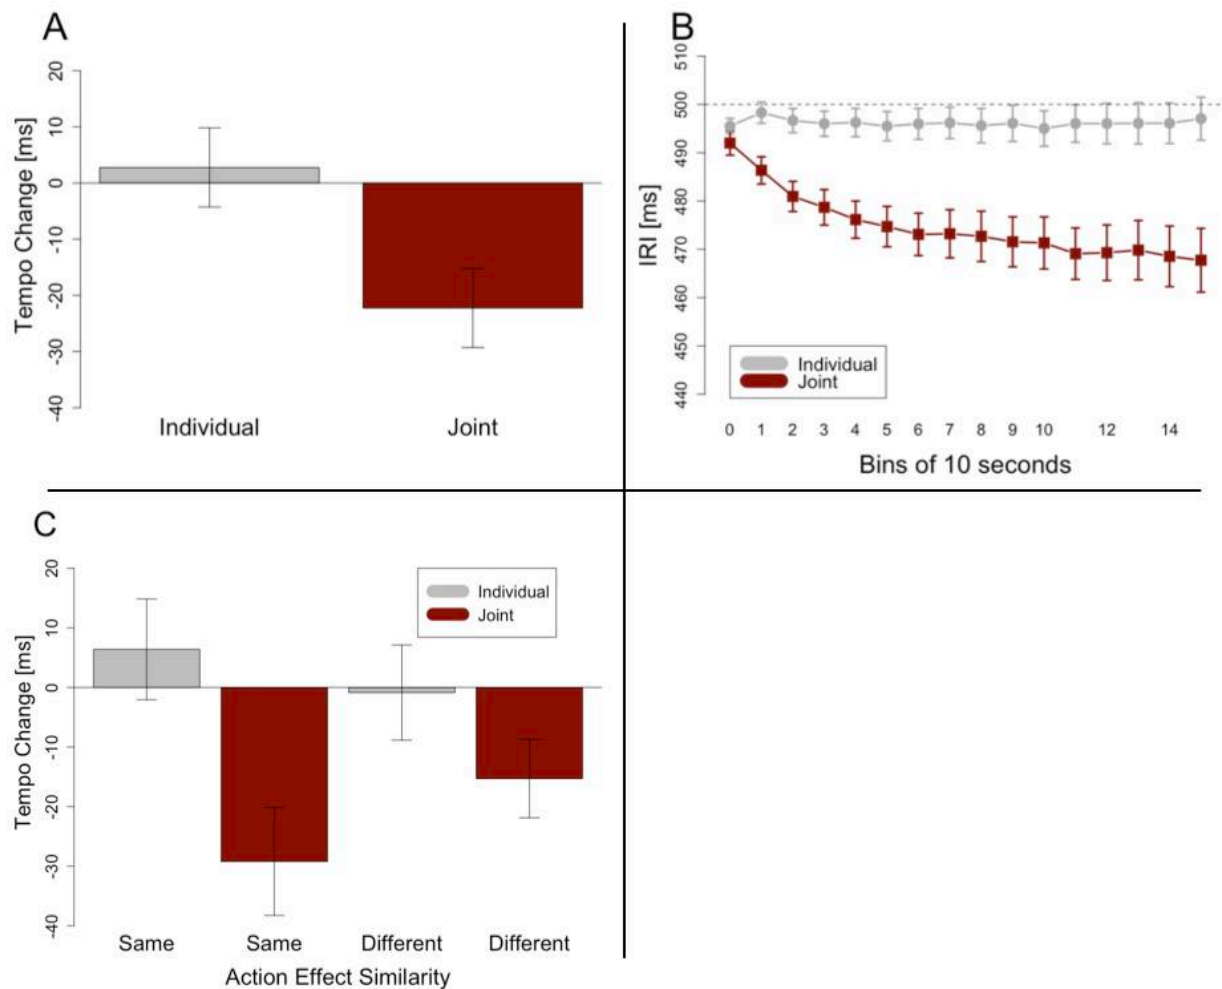 A
Tempo Change [ms]
20
10
0
-10
-20
-30
-40
Individual
Joint
B
IRI [ms]
510
500
490
480
470
460
450
440
Individual
Joint
0 1 2 3 4 5 6 7 8 9 10 12 14
Bins of 10 seconds
C
Tempo Change [ms]
20
10
0
-10
-20
-30
-40
Individual
Joint
Same Same Different Different
Action Effect Similarity